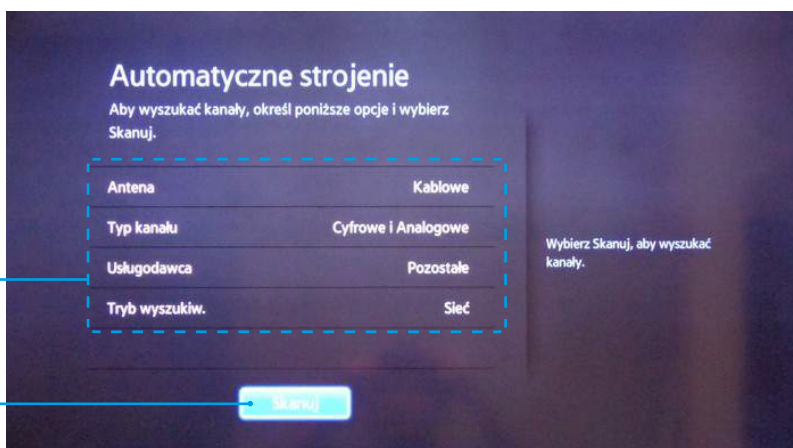 Automatyczne strojenie
Aby wyszukać kanały, określ poniższe opcje i wybierz
Skanuj.
Antena Kablowe
Typ kanału Cyfrowe i Analogowe
Usługodawca Pozostałe
Tryb wyszukiw. Sieć
Wybierz Skanuj, aby wyszukać
kanały.
Skanuj